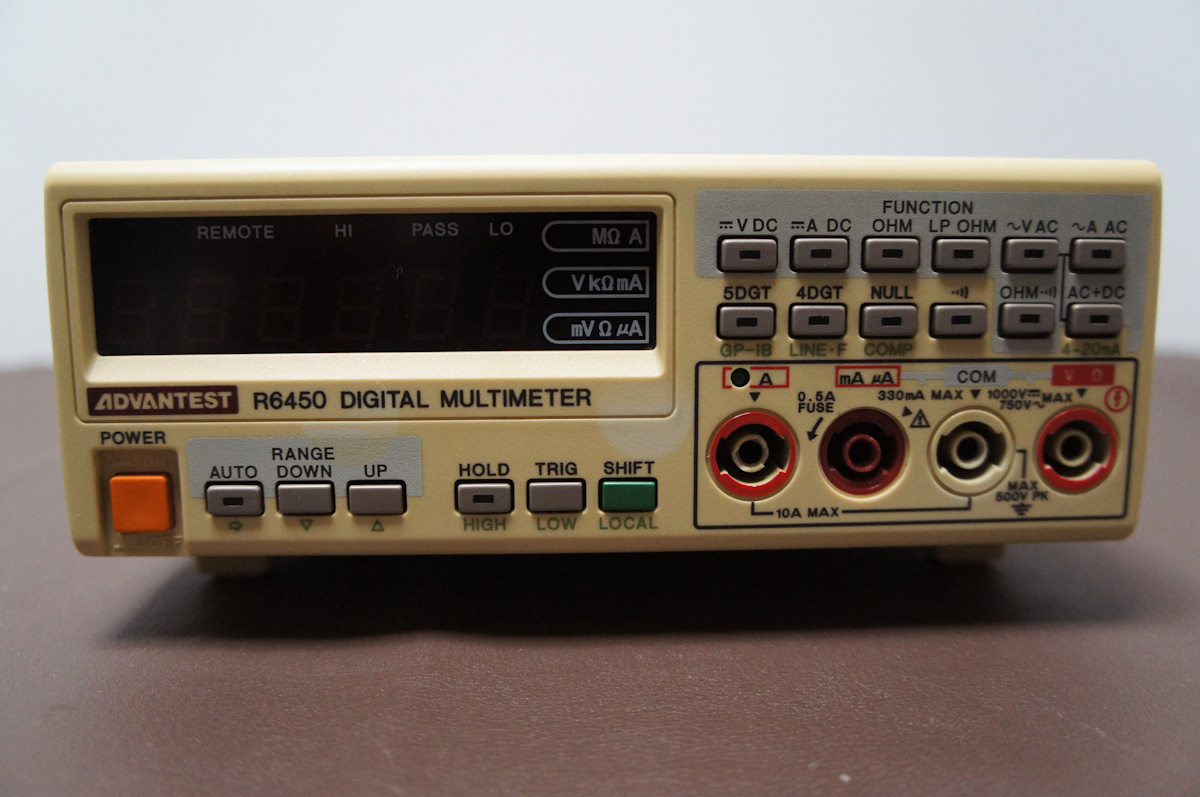 REMOTE HI PASS LO
MΩ A
V kΩ mA
mV Ω μA
ADVANTEST R6450 DIGITAL MULTIMETER
POWER
RANGE
AUTO DOWN UP
HOLD TRIG SHIFT
HIGH LOW LOCAL
FUNCTION
⎓V DC ⎓A DC OHM LP OHM ~V AC ~A AC
5DGT 4DGT NULL •))) OHM•))) AC+DC
GP-IB LINE·F COMP 4-20mA
A mA μA COM V Ω
0.5A
FUSE
330mA MAX
1000V⎓
750V~
MAX
MAX
500V PK
10A MAX